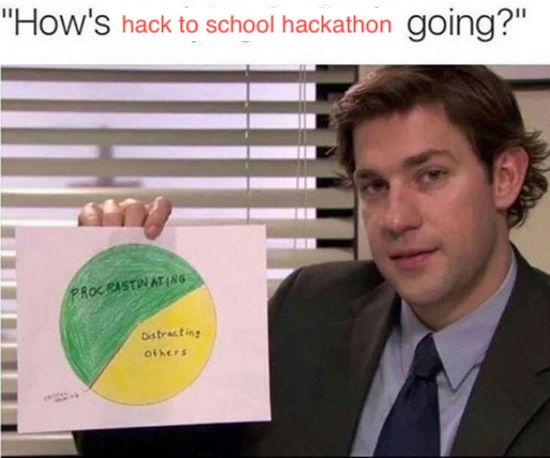 "How's hack to school hackathon going?"
PROCRASTINATING
Distracting
others